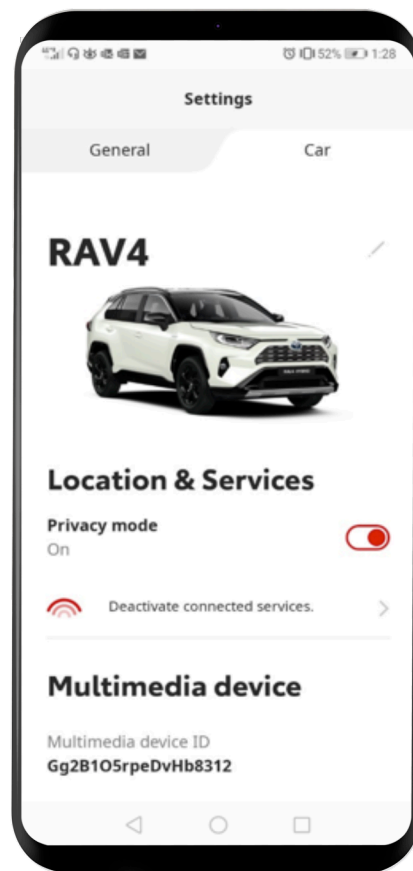 52% 1:28
Settings
General Car
RAV4
Location & Services
Privacy mode
On
Deactivate connected services.
Multimedia device
Multimedia device ID
Gg2B1O5rpeDvHb8312